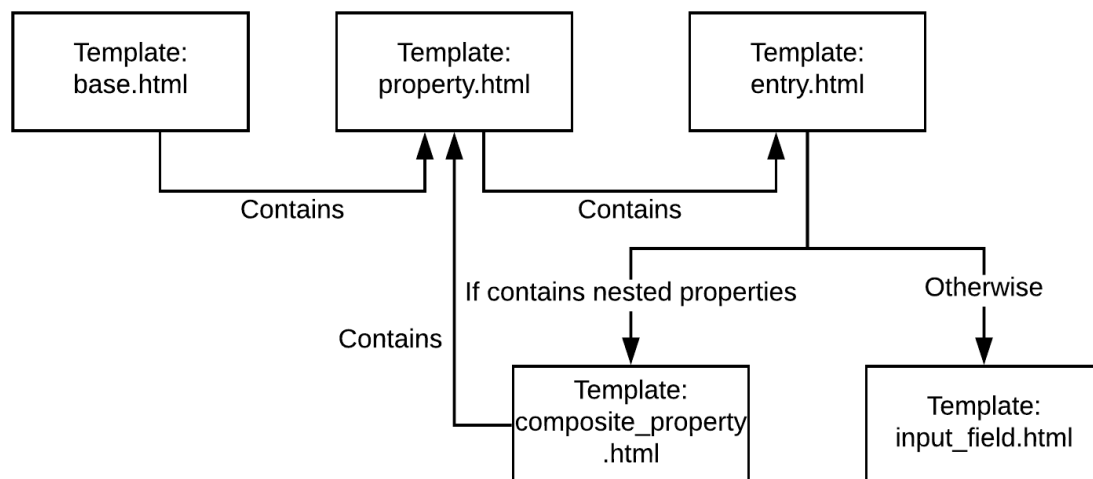 Template:
base.html
Template:
property.html
Template:
entry.html
Contains
Contains
If contains nested properties
Otherwise
Contains
Template:
composite_property
.html
Template:
input_field.html